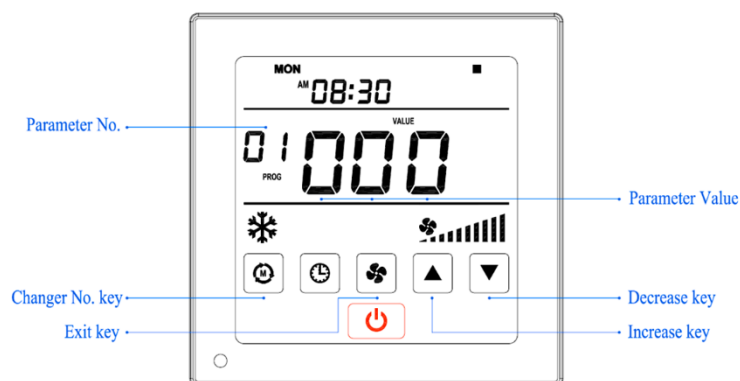 MON
AM 08:30
Parameter No.
01
000
VALUE
PROG
Parameter Value
M
Changer No. key
Decrease key
Exit key
Increase key